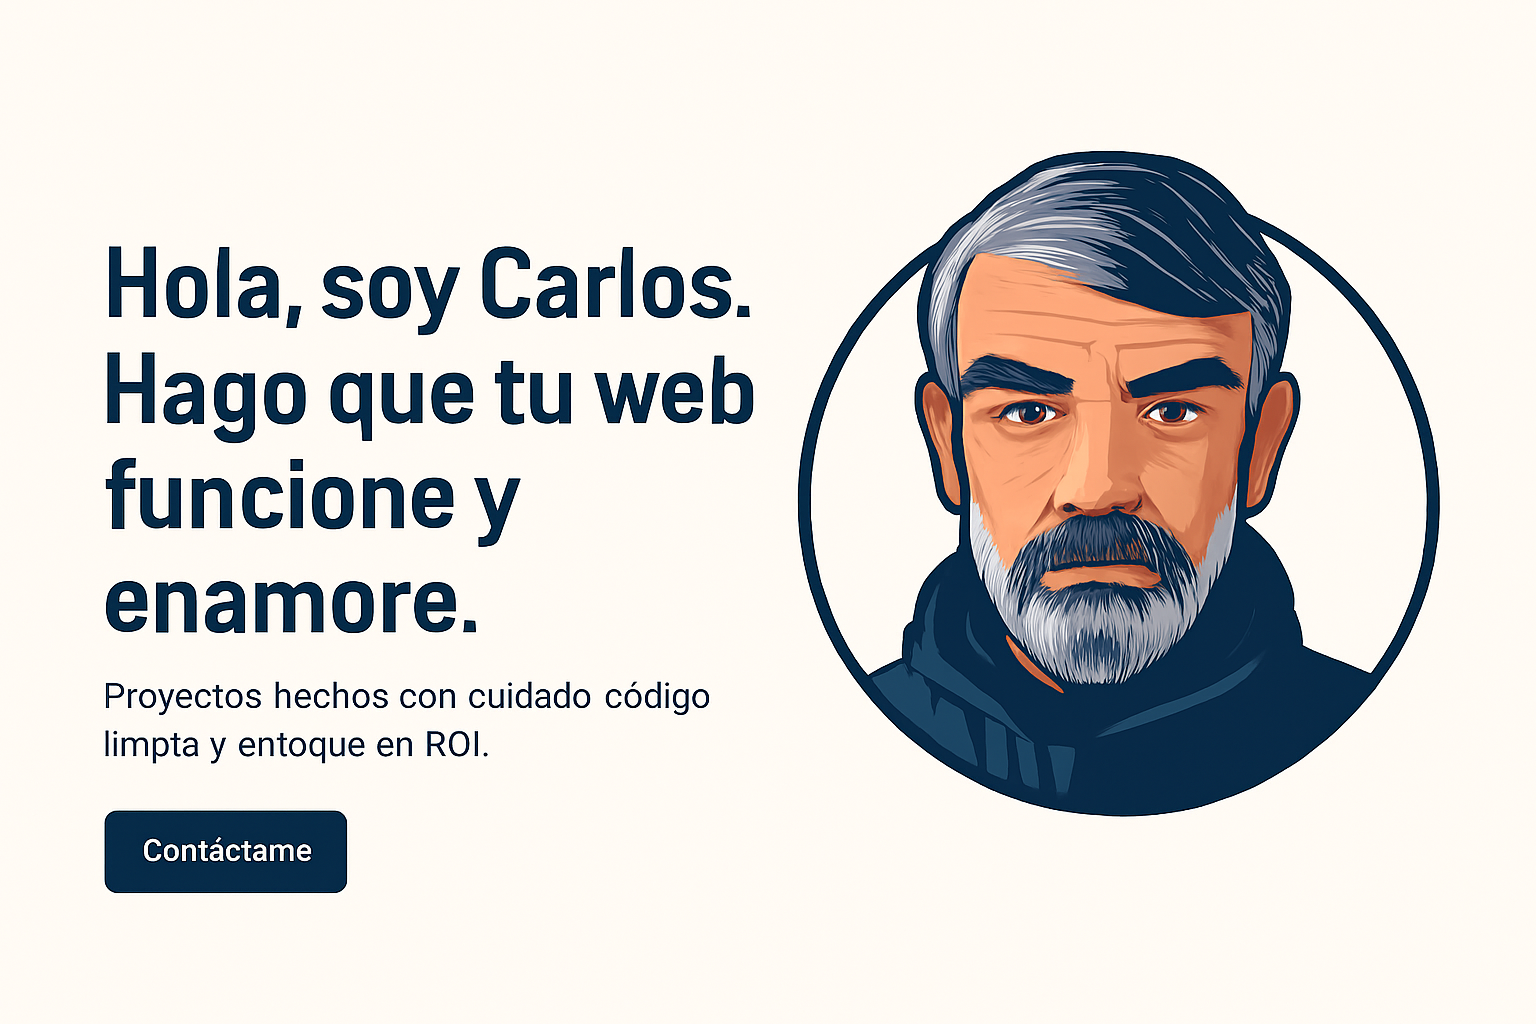 Hola, soy Carlos.
Hago que tu web
funcione y
enamore.
Proyectos hechos con cuidado código
limpta y entoque en ROI.
Contáctame